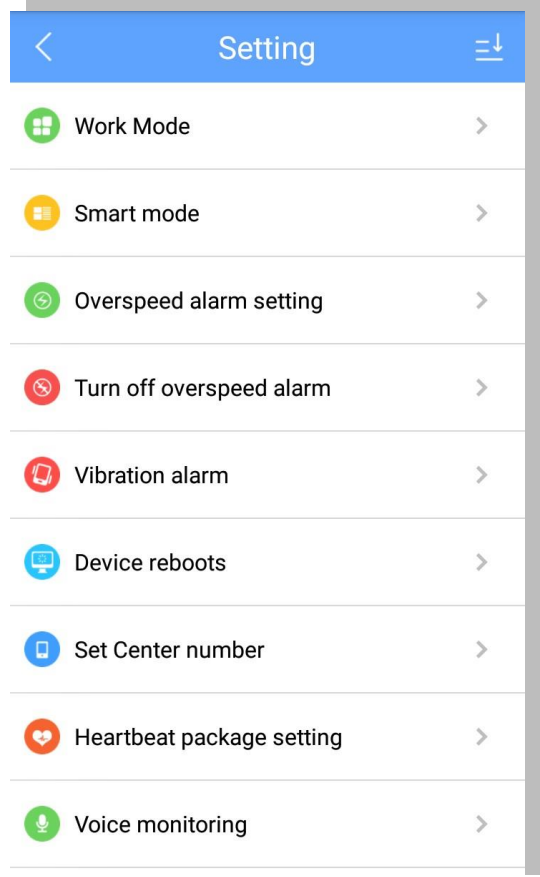 Setting
Work Mode
Smart mode
Overspeed alarm setting
Turn off overspeed alarm
Vibration alarm
Device reboots
Set Center number
Heartbeat package setting
Voice monitoring